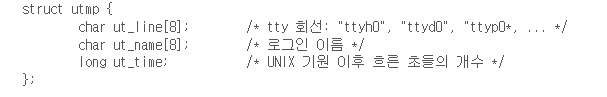 struct utmp {
char ut_line[8]; /* tty 회선: "ttyh0", "ttyd0", "ttyp0*, ... */
char ut_name[8]; /* 로그인 이름 */
long ut_time; /* UNIX 기원 이후 흐른 초들의 개수 */
};